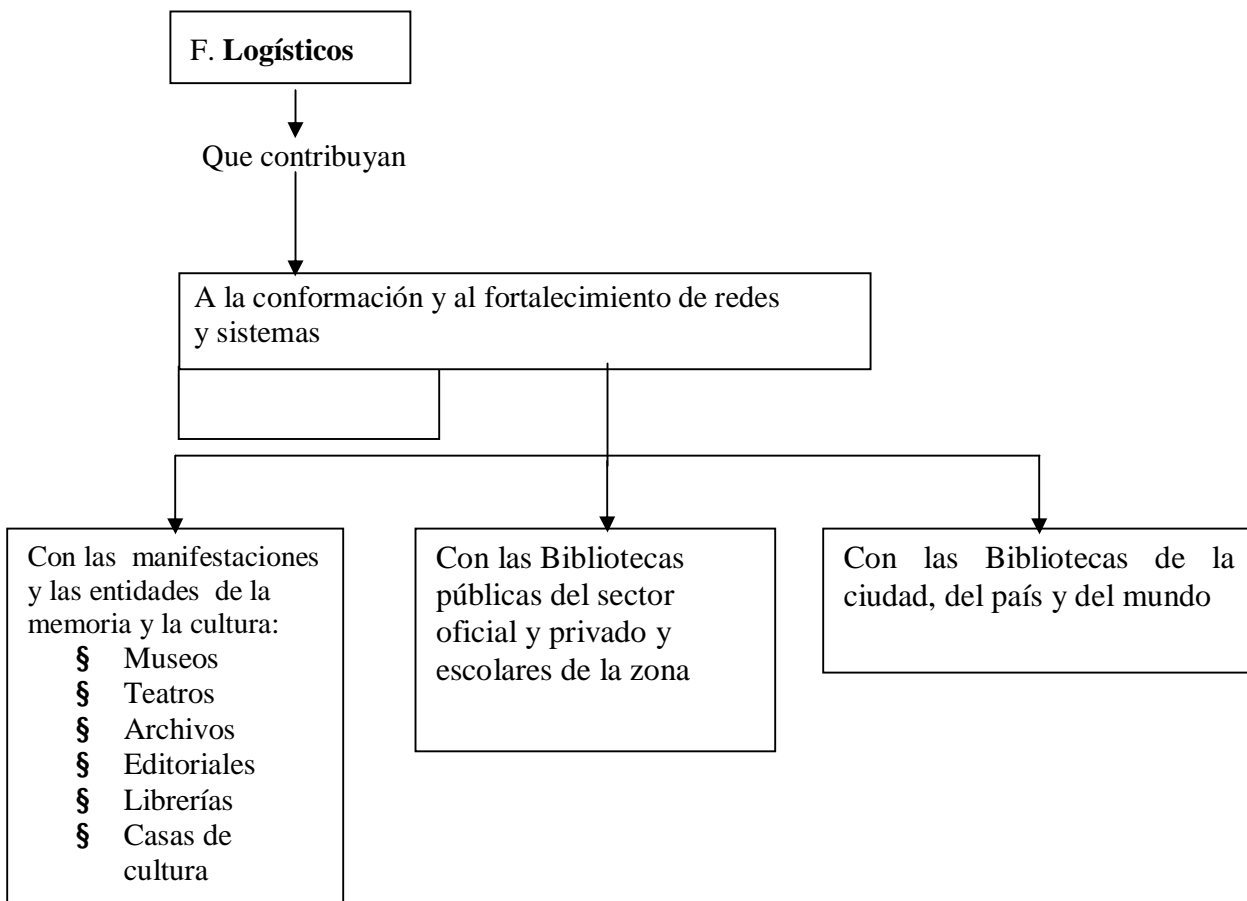 F. Logísticos
Que contribuyan
A la conformación y al fortalecimiento de redes
y sistemas
Con las manifestaciones
y las entidades de la
memoria y la cultura:
§ Museos
§ Teatros
§ Archivos
§ Editoriales
§ Librerías
§ Casas de
cultura
Con las Bibliotecas
públicas del sector
oficial y privado y
escolares de la zona
Con las Bibliotecas de la
ciudad, del país y del mundo